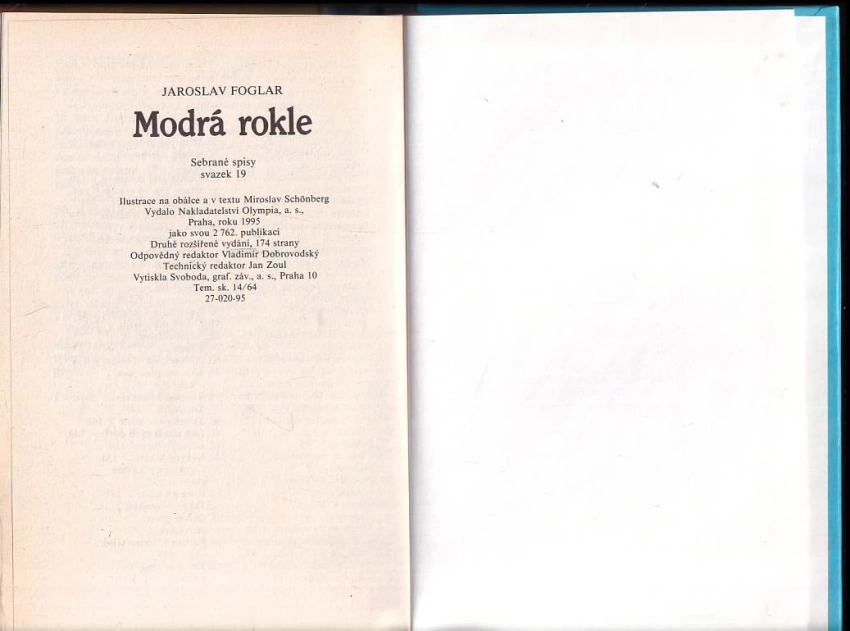 JAROSLAV FOGLAR
Modrá rokle
Sebrané spisy
svazek 19
Ilustrace na obálce a v textu Miroslav Schönberg
Vydalo Nakladatelství Olympia, a. s.,
Praha, roku 1995
jako svou 2 762. publikaci
Druhé rozšířené vydání, 174 strany
Odpovědný redaktor Vladimír Dobrovodský
Technický redaktor Jan Zoul
Vytiskla Svoboda, graf. záv., a. s., Praha 10
Tem. sk. 14/64
27-020-95